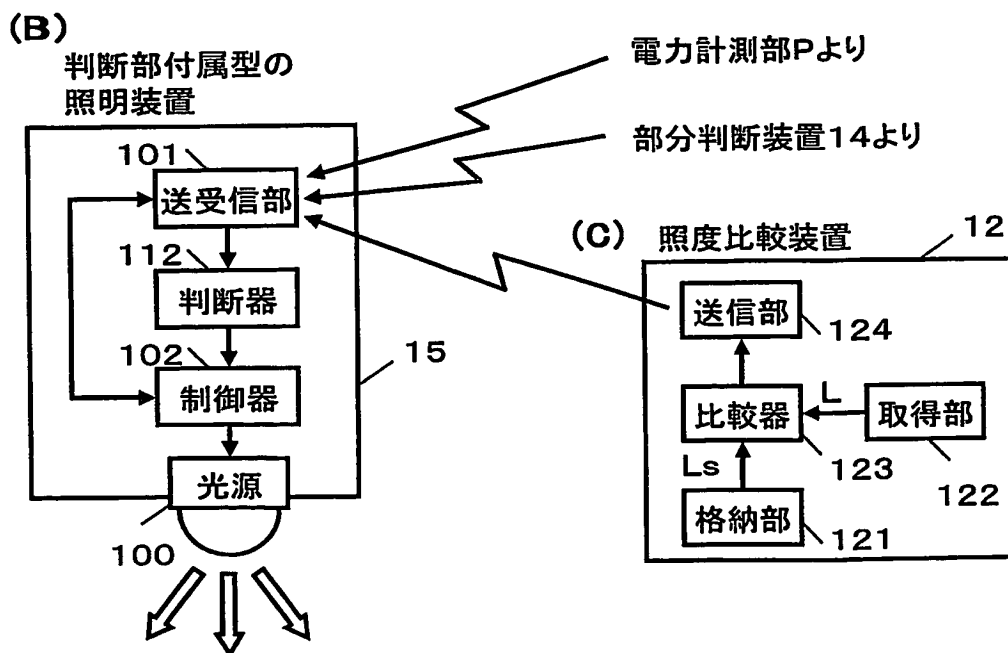 (B)
判断部付属型の
照明装置
電力計測部Pより
部分判断装置14より
101
送受信部
112
判断器
102
制御器
15
光源
100
(C) 照度比較装置
12
送信部
124
比較器
123
L
取得部
122
Ls
格納部
121